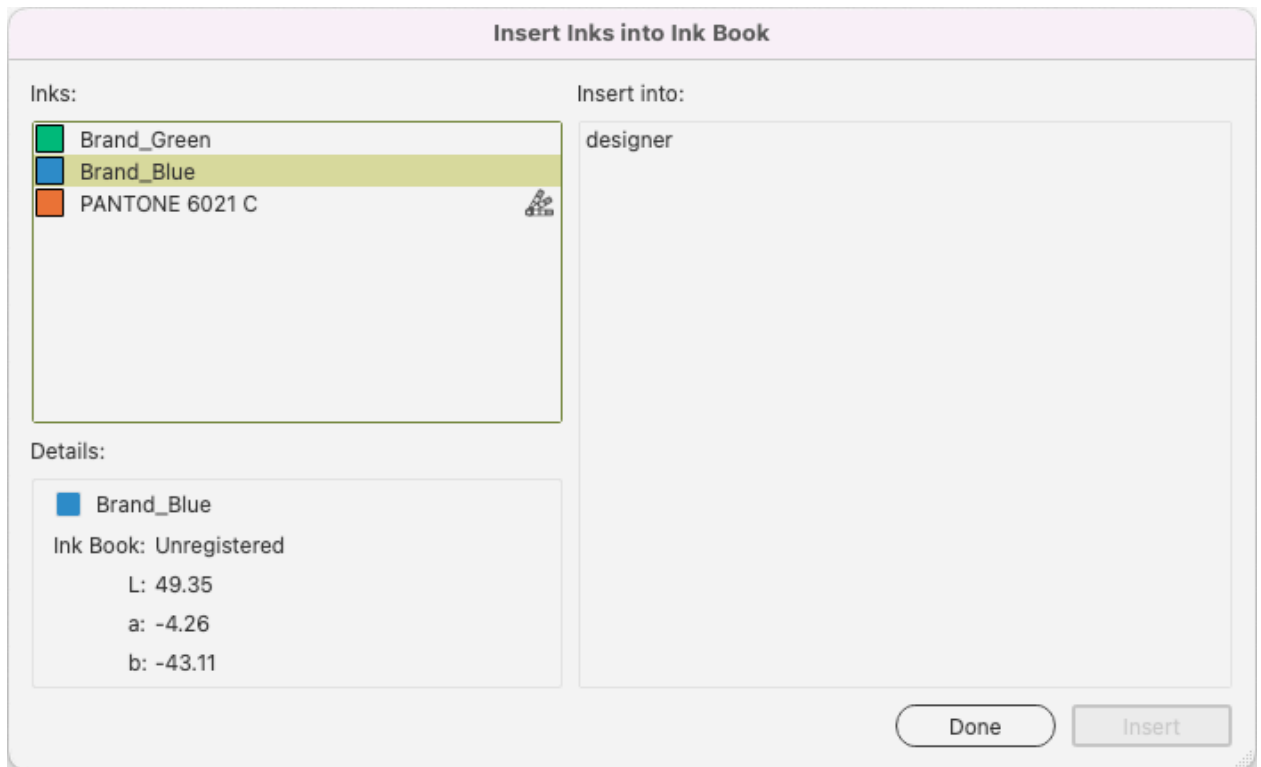 Insert Inks into Ink Book
Inks:
Brand_Green
Brand_Blue
PANTONE 6021 C
Details:
Brand_Blue
Ink Book: Unregistered
L: 49.35
a: -4.26
b: -43.11
Insert into:
designer
Done
Insert